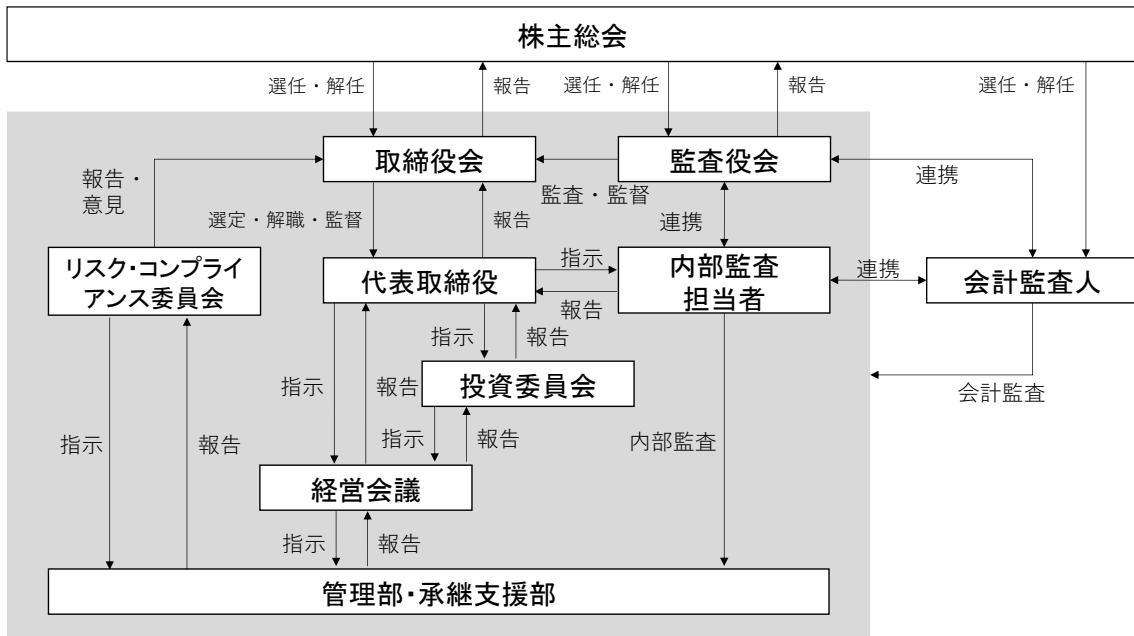 株主総会
選任・解任
報告
選任・解任
報告
選任・解任
取締役会
監査役会
報告・
意見
監査・監督
連携
選定・解職・監督
報告
連携
リスク・コンプライ
アンス委員会
代表取締役
指示
報告
内部監査
担当者
連携
会計監査人
指示
報告
投資委員会
会計監査
指示
報告
指示
報告
内部監査
指示
報告
経営会議
指示
報告
管理部・承継支援部